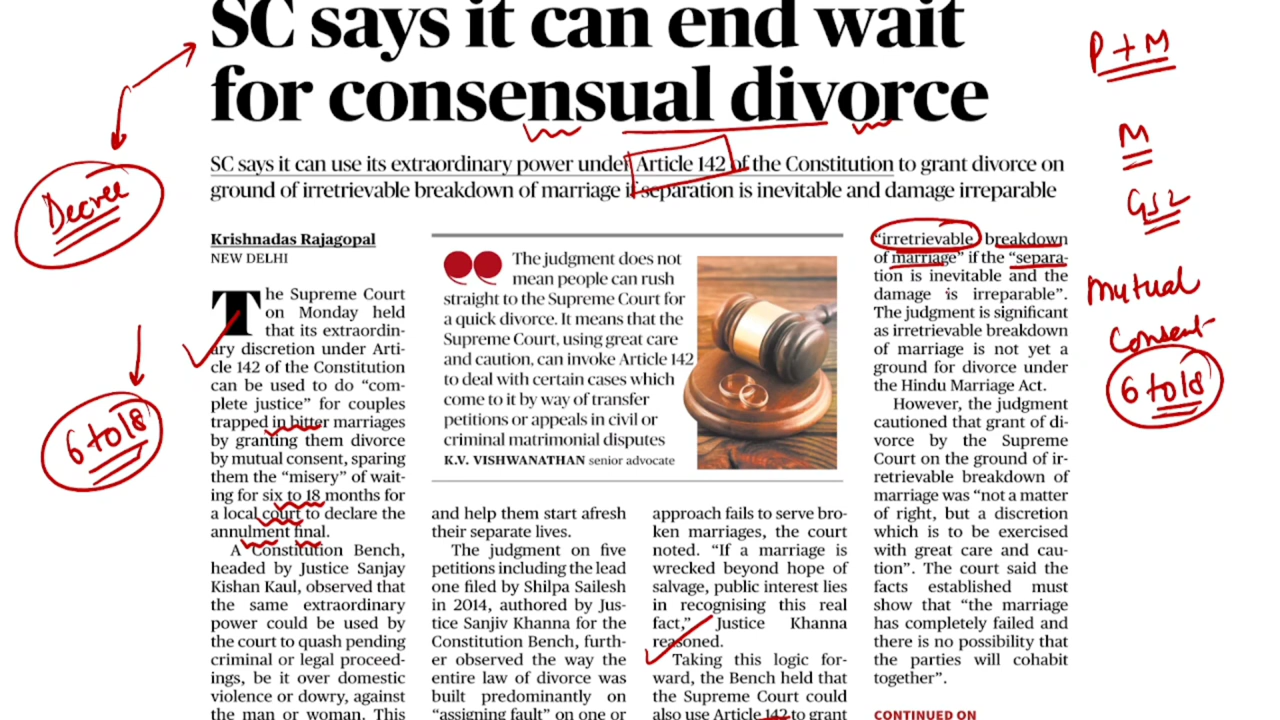 SC says it can end wait
for consensual divorce
SC says it can use its extraordinary power under Article 142 of the Constitution to grant divorce on
ground of irretrievable breakdown of marriage if separation is inevitable and damage irreparable
Krishnadas Rajagopal
NEW DELHI
The Supreme Court
on Monday held
that its extraordin-
ary discretion under Arti-
cle 142 of the Constitution
can be used to do “com-
plete justice” for couples
trapped in bitter marriages
by granting them divorce
by mutual consent, sparing
them the “misery” of wait-
ing for six to 18 months for
a local court to declare the
annulment final.
A Constitution Bench,
headed by Justice Sanjay
Kishan Kaul, observed that
the same extraordinary
power could be used by
the court to quash pending
criminal or legal proceed-
ings, be it over domestic
violence or dowry, against
the man or woman. This
The judgment does not
mean people can rush
straight to the Supreme Court for
a quick divorce. It means that the
Supreme Court, using great care
and caution, can invoke Article 142
to deal with certain cases which
come to it by way of transfer
petitions or appeals in civil or
criminal matrimonial disputes
K.V. VISHWANATHAN senior advocate
and help them start afresh
their separate lives.
The judgment on five
petitions including the lead
one filed by Shilpa Sailesh
in 2014, authored by Jus-
tice Sanjiv Khanna for the
Constitution Bench, furth-
er observed the way the
entire law of divorce was
built predominantly on
“assigning fault” on one or
approach fails to serve bro-
ken marriages, the court
noted. “If a marriage is
wrecked beyond hope of
salvage, public interest lies
in recognising this real
fact,” Justice Khanna
reasoned.
Taking this logic for-
ward, the Bench held that
the Supreme Court could
also use Article 142 to grant
“irretrievable breakdown
of marriage” if the “separa-
tion is inevitable and the
damage is irreparable”.
The judgment is significant
as irretrievable breakdown
of marriage is not yet a
ground for divorce under
the Hindu Marriage Act.
However, the judgment
cautioned that grant of di-
vorce by the Supreme
Court on the ground of ir-
retrievable breakdown of
marriage was “not a matter
of right, but a discretion
which is to be exercised
with great care and cau-
tion”. The court said the
facts established must
show that “the marriage
has completely failed and
there is no possibility that
the parties will cohabit
together”.
CONTINUED ON
Decree
6 to 18
P + M
M
GS2
Mutual
Consent
6 to 18